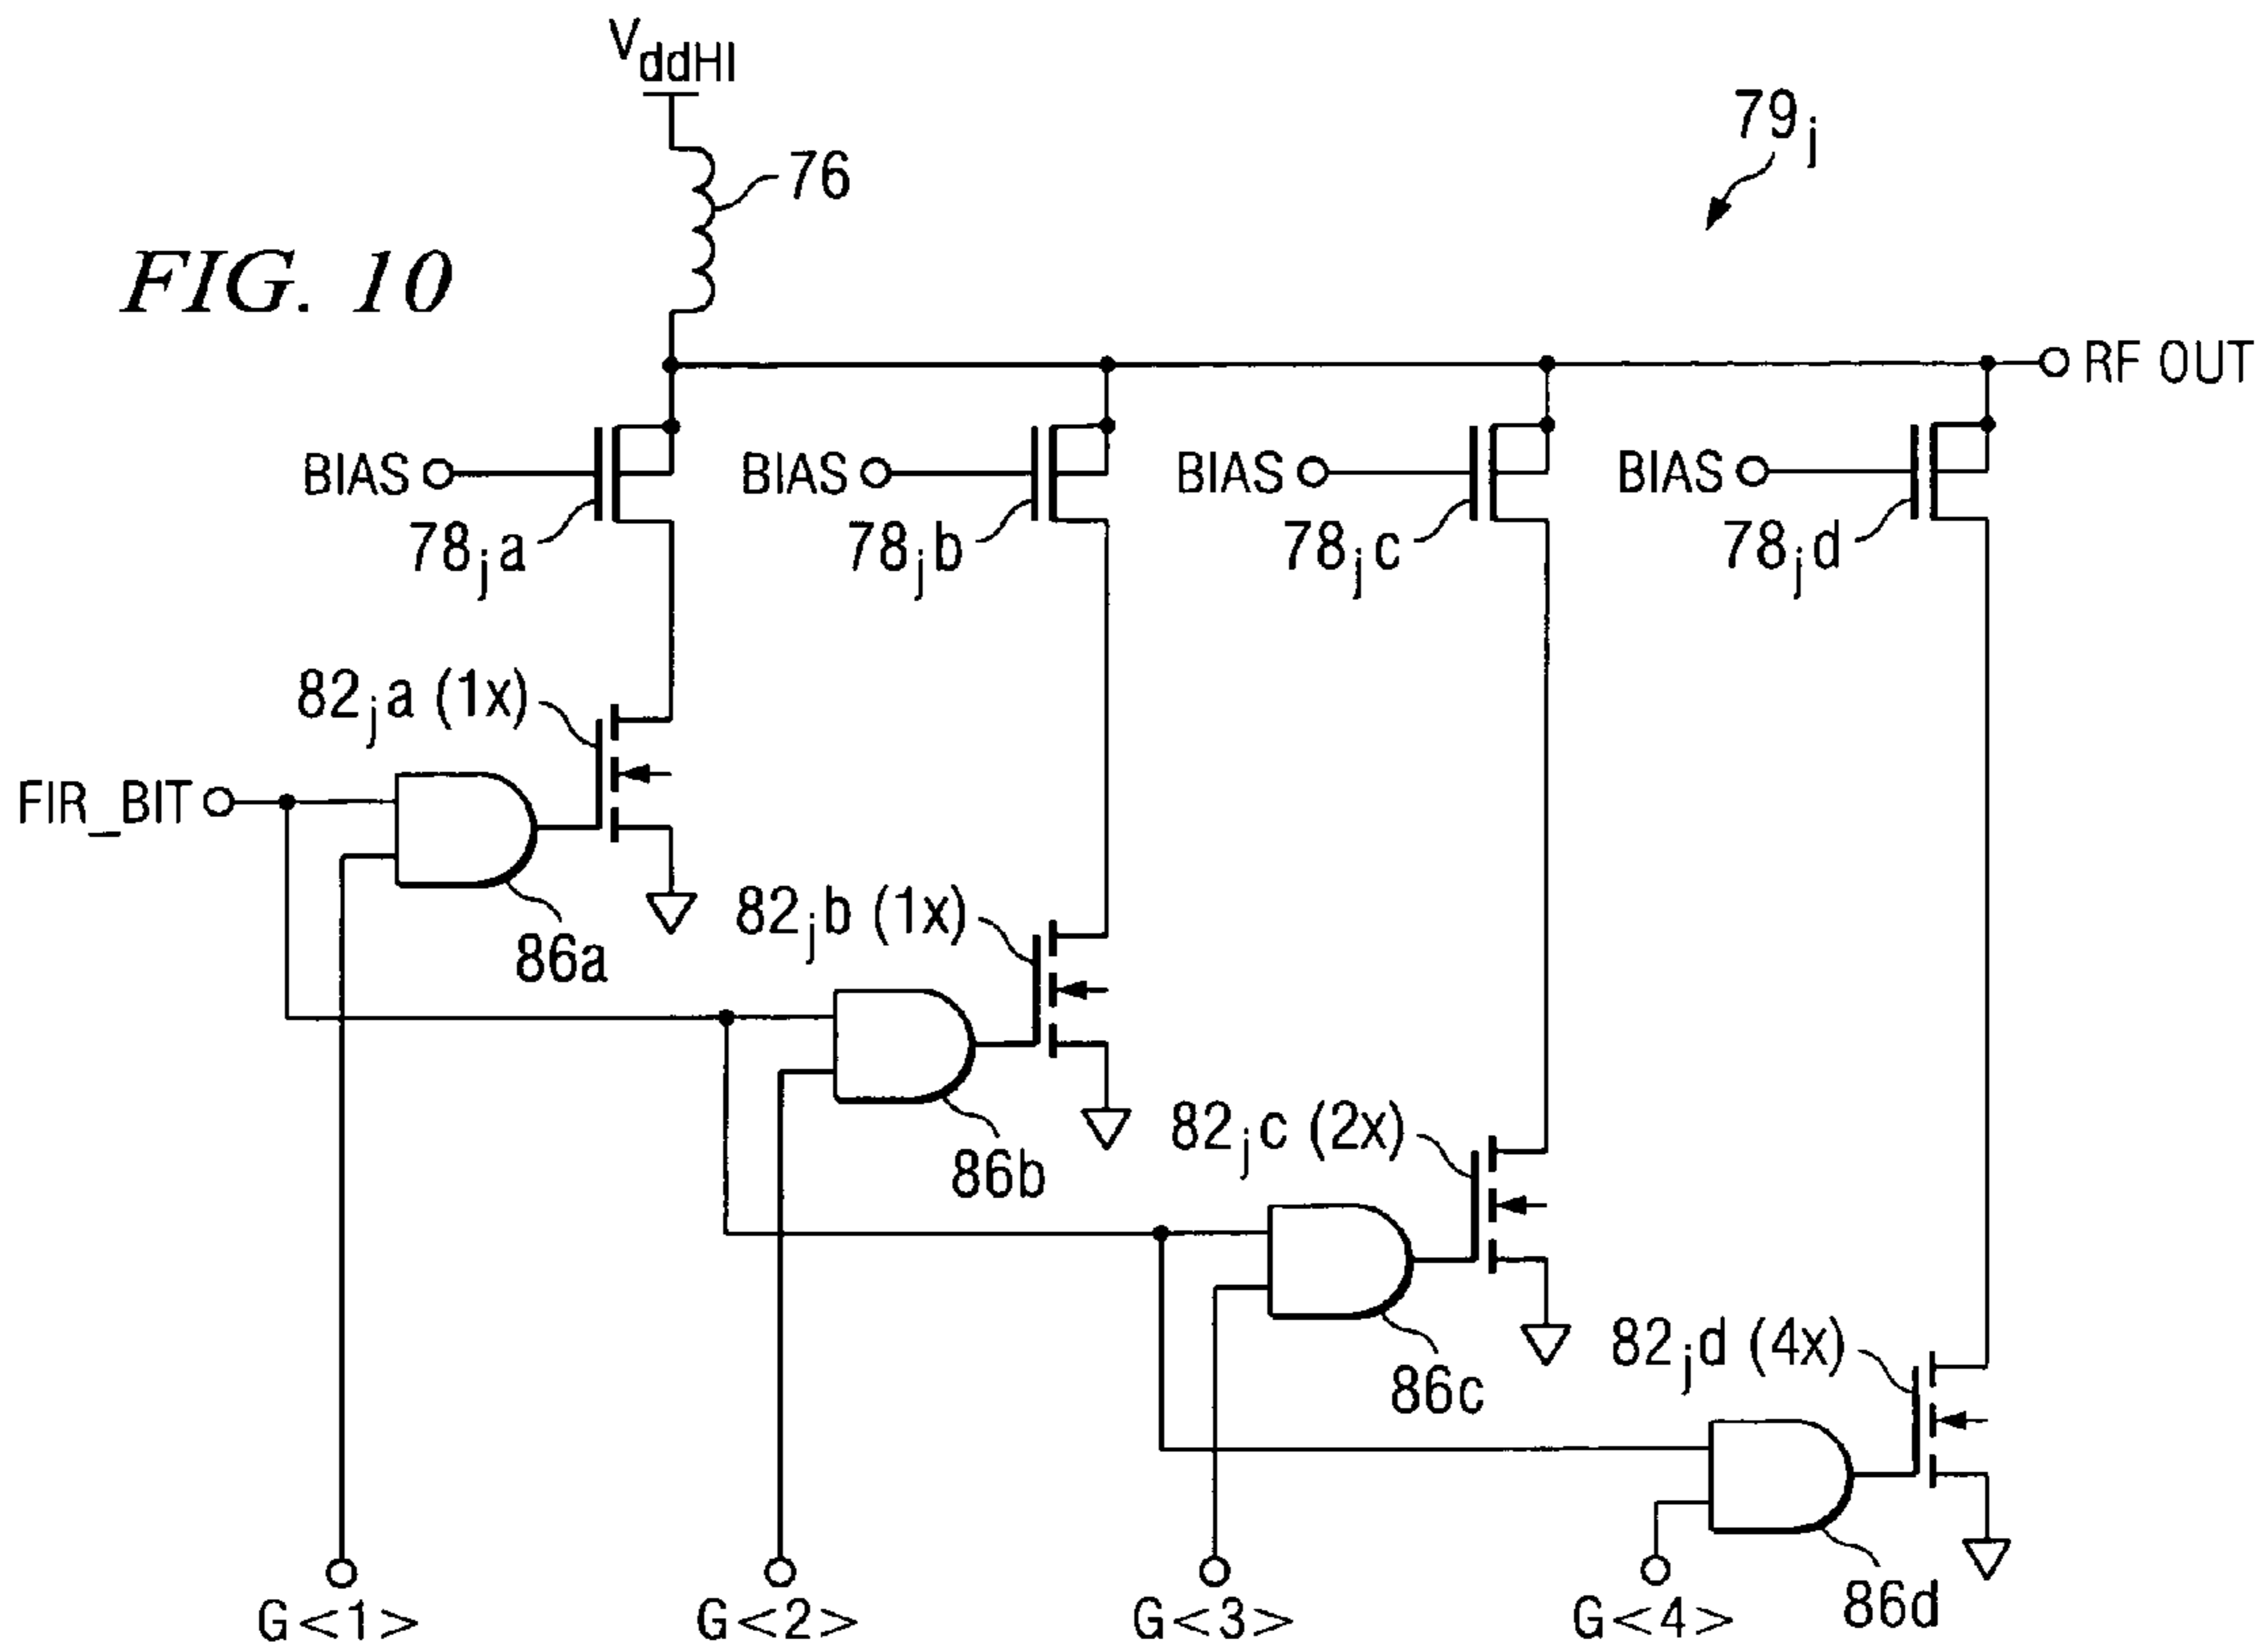 VddHI
79j
76
FIG. 10
RF OUT
BIAS
BIAS
BIAS
BIAS
78ja
78jb
78jc
78jd
82ja (1x)
FIR_BIT
86a
82jb (1x)
86b
82jc (2x)
86c
82jd (4x)
86d
G<1>
G<2>
G<3>
G<4>